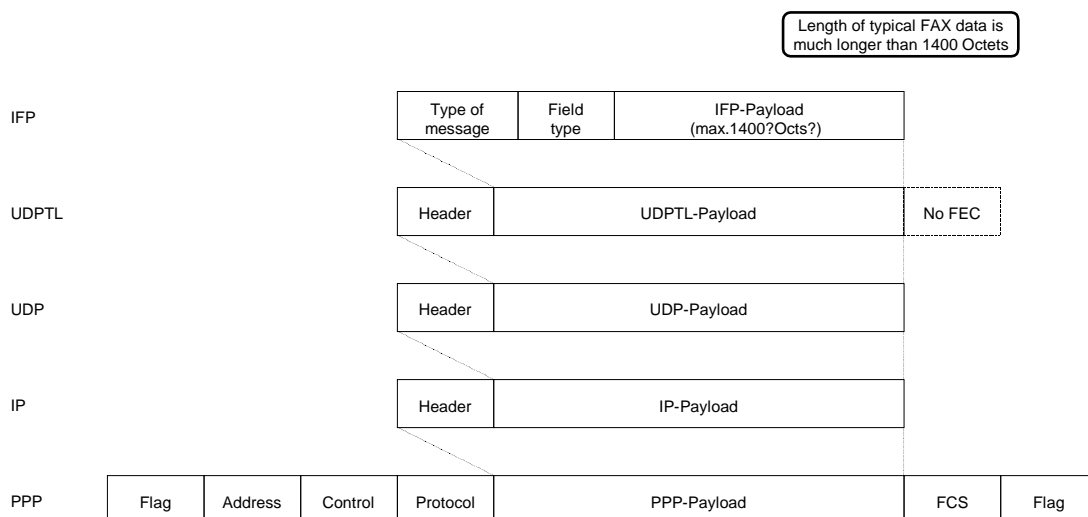 Length of typical FAX data is
much longer than 1400 Octets
IFP
Type of
message
Field
type
IFP-Payload
(max.1400?Octs?)
UDPTL
Header
UDPTL-Payload
No FEC
UDP
Header
UDP-Payload
IP
Header
IP-Payload
PPP
Flag
Address
Control
Protocol
PPP-Payload
FCS
Flag